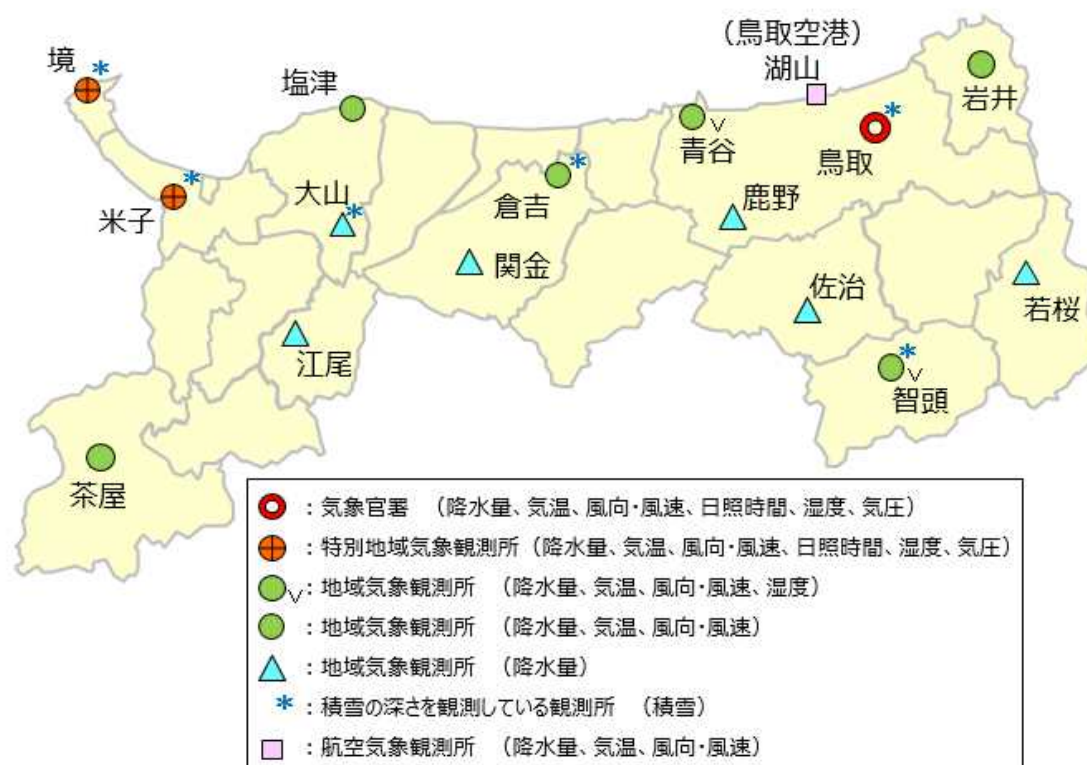 境
＊
塩津
（鳥取空港）
湖山
岩井
＊
青谷
∨
鳥取
＊
米子
＊
大山
＊
倉吉
鹿野
関金
佐治
若桜
江尾
＊
∨
智頭
茶屋
：気象官署 （降水量、気温、風向・風速、日照時間、湿度、気圧）
：特別地域気象観測所（降水量、気温、風向・風速、日照時間、湿度、気圧）
∨：地域気象観測所 （降水量、気温、風向・風速、湿度）
：地域気象観測所 （降水量、気温、風向・風速）
：地域気象観測所 （降水量）
＊：積雪の深さを観測している観測所 （積雪）
：航空気象観測所 （降水量、気温、風向・風速）